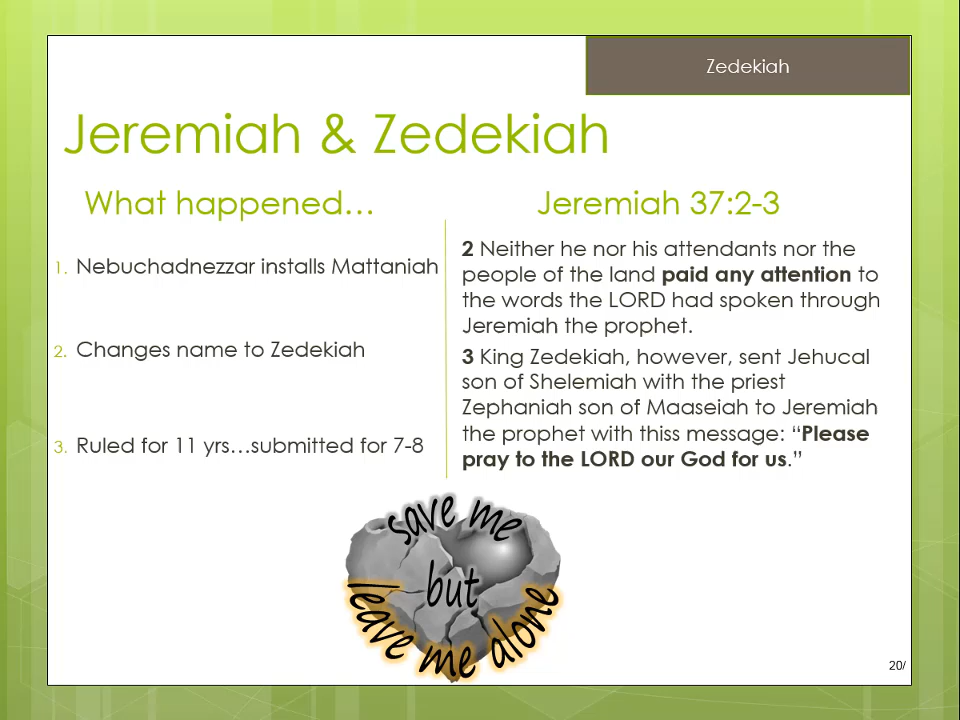 Zedekiah
Jeremiah & Zedekiah
What happened…
1. Nebuchadnezzar installs Mattaniah
2. Changes name to Zedekiah
3. Ruled for 11 yrs…submitted for 7-8
Jeremiah 37:2-3
2 Neither he nor his attendants nor the
people of the land paid any attention to
the words the LORD had spoken through
Jeremiah the prophet.
3 King Zedekiah, however, sent Jehucal
son of Shelemiah with the priest
Zephaniah son of Maaseiah to Jeremiah
the prophet with thiss message: “Please
pray to the LORD our God for us.”
save me
but
leave me alone
20/